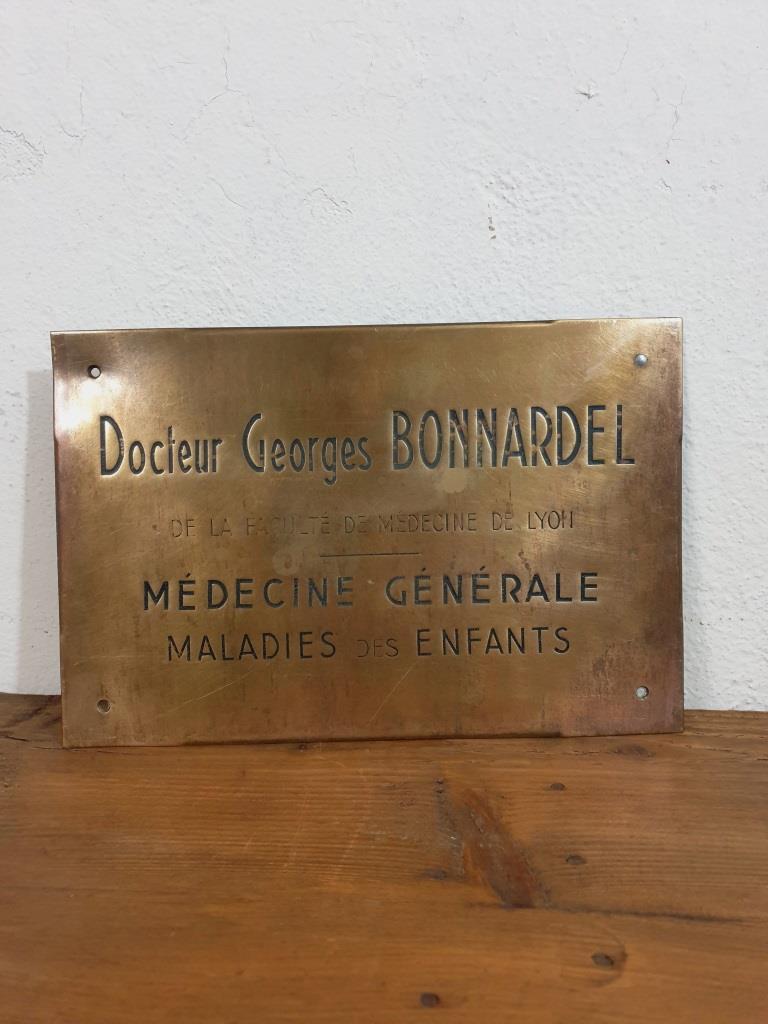 Docteur Georges BONNARDEL
DE LA FACULTÉ DE MÉDECINE DE LYON
MÉDECINE GÉNÉRALE
MALADIES DES ENFANTS